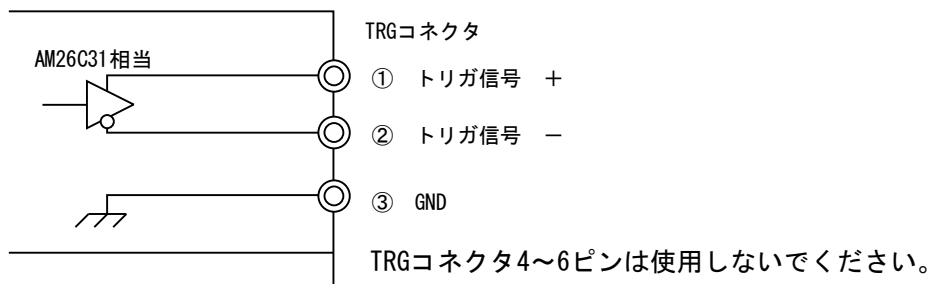 TRGコネクタ
AM26C31相当
① トリガ信号 ＋
② トリガ信号 －
③ GND
TRGコネクタ4～6ピンは使用しないでください。